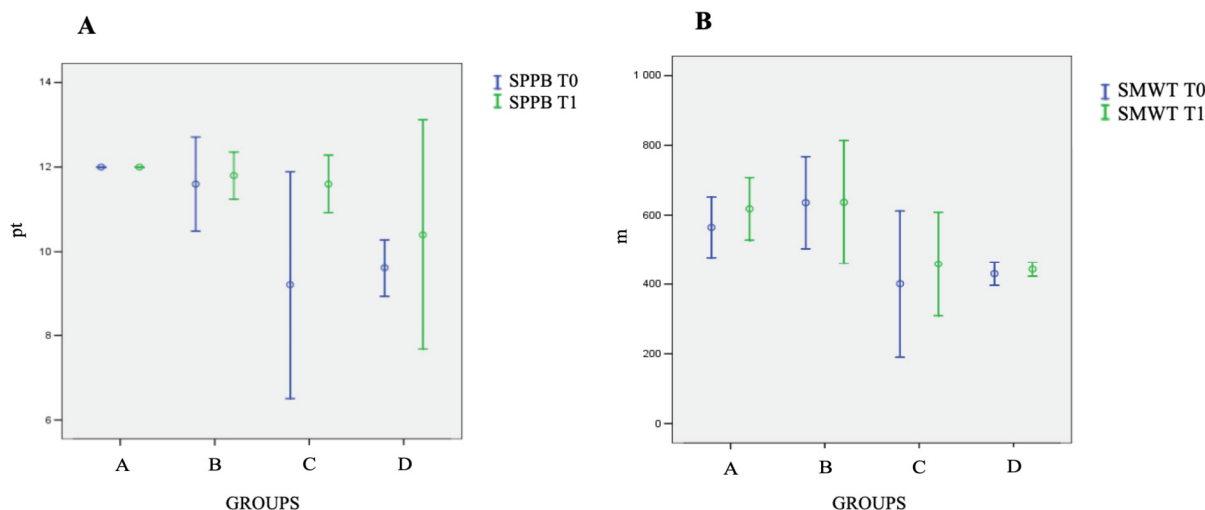 A
SPPB T0
SPPB T1
14
12
10
8
6
pt
A B C D
GROUPS
B
SMWT T0
SMWT T1
1 000
800
600
400
200
0
m
A B C D
GROUPS